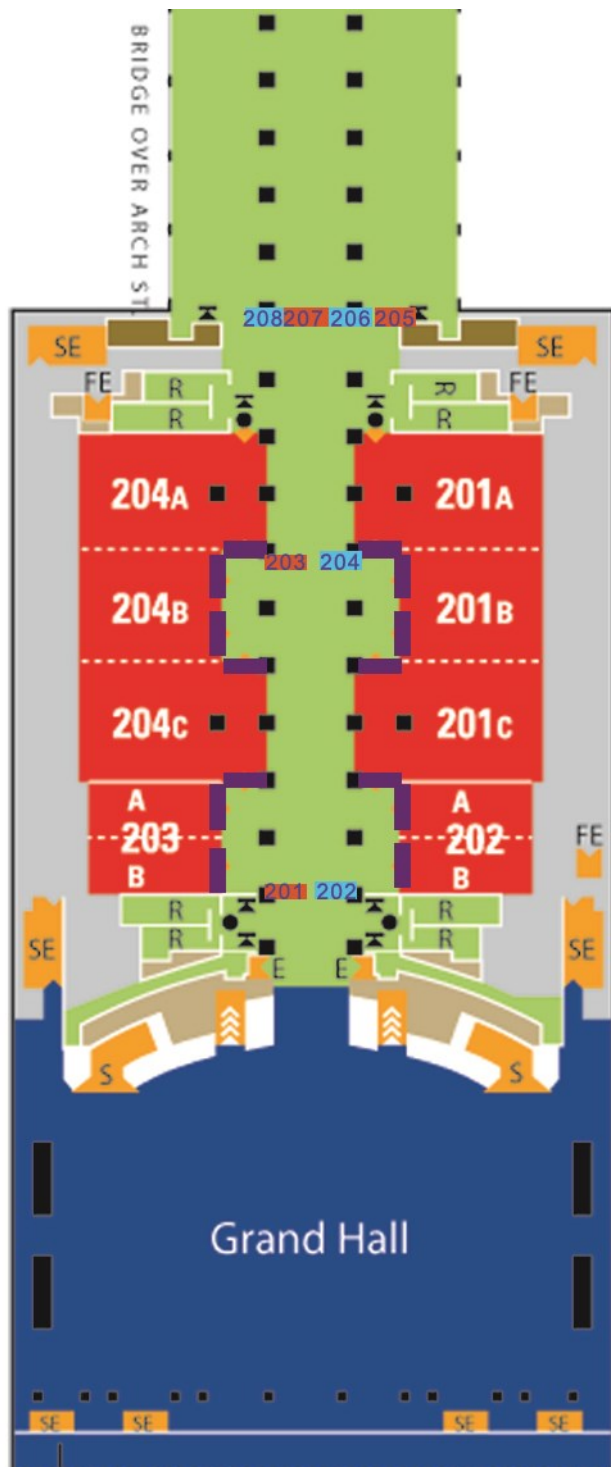 BRIDGE OVER ARCH ST.
208 207 206 205
SE SE
FE FE
R R
R R
204A 201A
203 204
204B 201B
204C 201C
A A
203 202 FE
B B
201 202
R R
SE R R SE
E E
S S
Grand Hall
SE SE SE SE